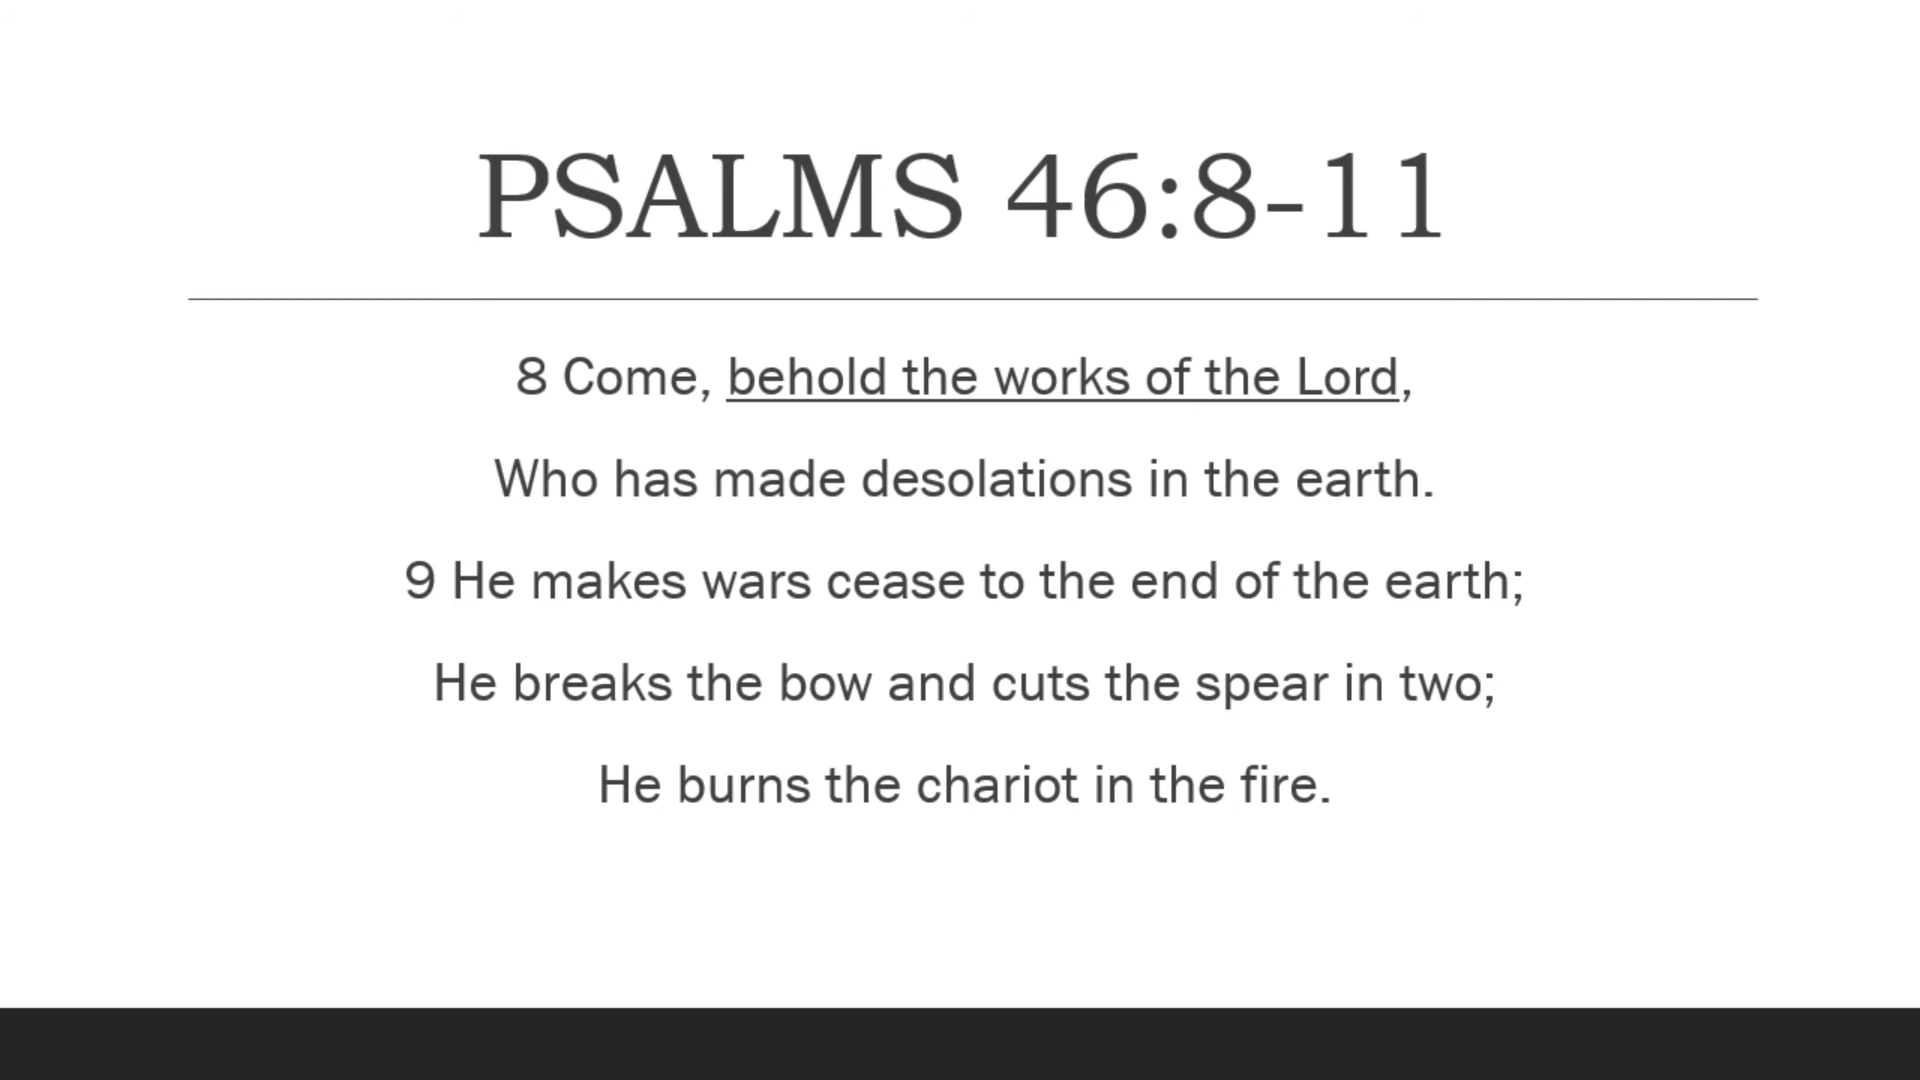 PSALMS 46:8-11
8 Come, behold the works of the Lord,
Who has made desolations in the earth.
9 He makes wars cease to the end of the earth;
He breaks the bow and cuts the spear in two;
He burns the chariot in the fire.